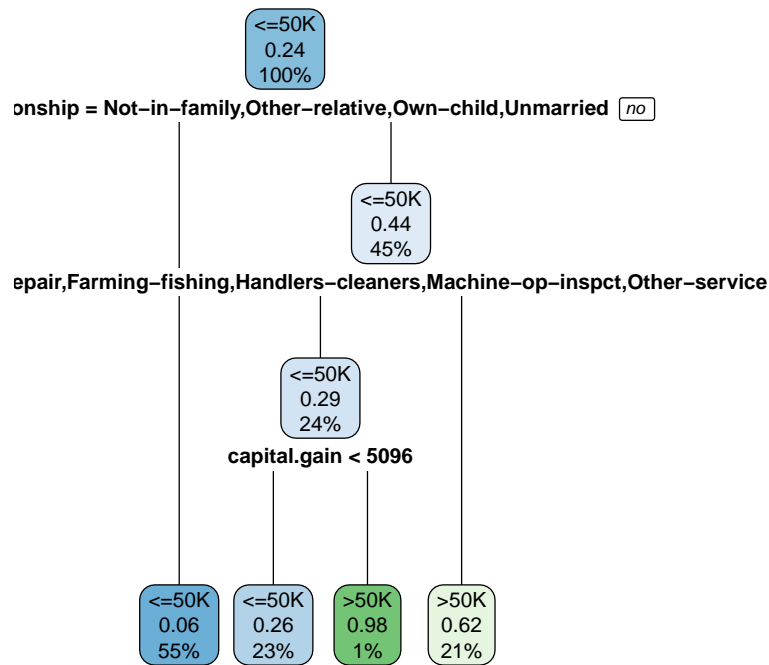 <=50K
0.24
100%
onship = Not−in−family,Other−relative,Own−child,Unmarried no
<=50K
0.44
45%
epair,Farming−fishing,Handlers−cleaners,Machine−op−inspct,Other−service
<=50K
0.29
24%
capital.gain < 5096
<=50K
0.06
55%
<=50K
0.26
23%
>50K
0.98
1%
>50K
0.62
21%